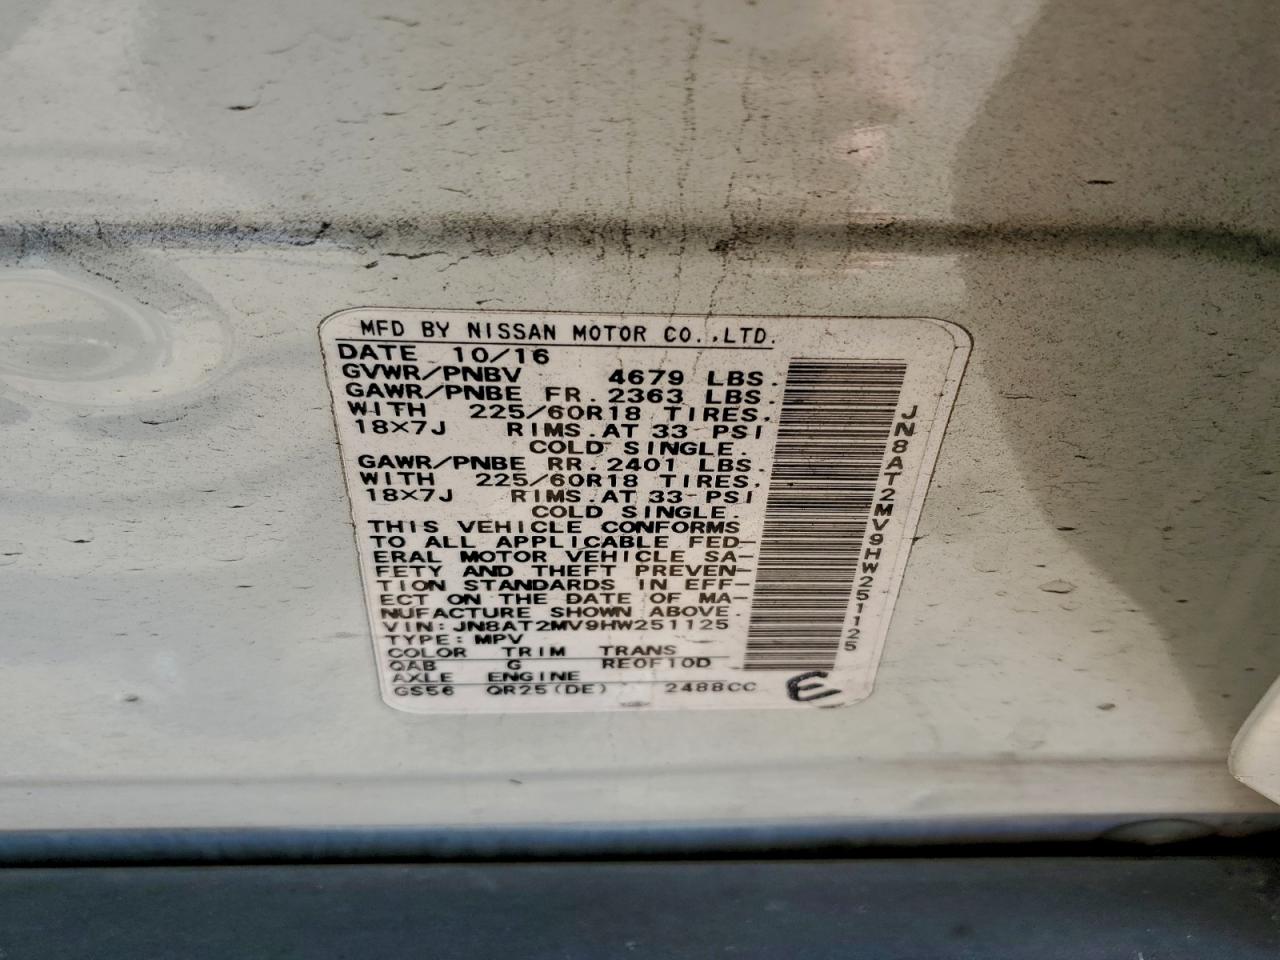 MFD BY NISSAN MOTOR CO.,LTD.
DATE 10/16
GVWR/PNBV 4679 LBS.
GAWR/PNBE FR. 2363 LBS.
WITH 225/60R18 TIRES.
18X7J RIMS.AT 33 PSI
COLD SINGLE.
GAWR/PNBE RR. 2401 LBS.
WITH 225/60R18 TIRES.
18X7J RIMS.AT 33 PSI
COLD SINGLE.
THIS VEHICLE CONFORMS
TO ALL APPLICABLE FED-
ERAL MOTOR VEHICLE SA-
FETY AND THEFT PREVEN-
TION STANDARDS IN EFF-
ECT ON THE DATE OF MA-
NUFACTURE SHOWN ABOVE.
VIN:JN8AT2MV9HW251125
TYPE:MPV
COLOR TRIM TRANS
QAB G RE0F10D
AXLE ENGINE
GS56 QR25(DE) 2488CC
JN8AT2MV9HW251125
E